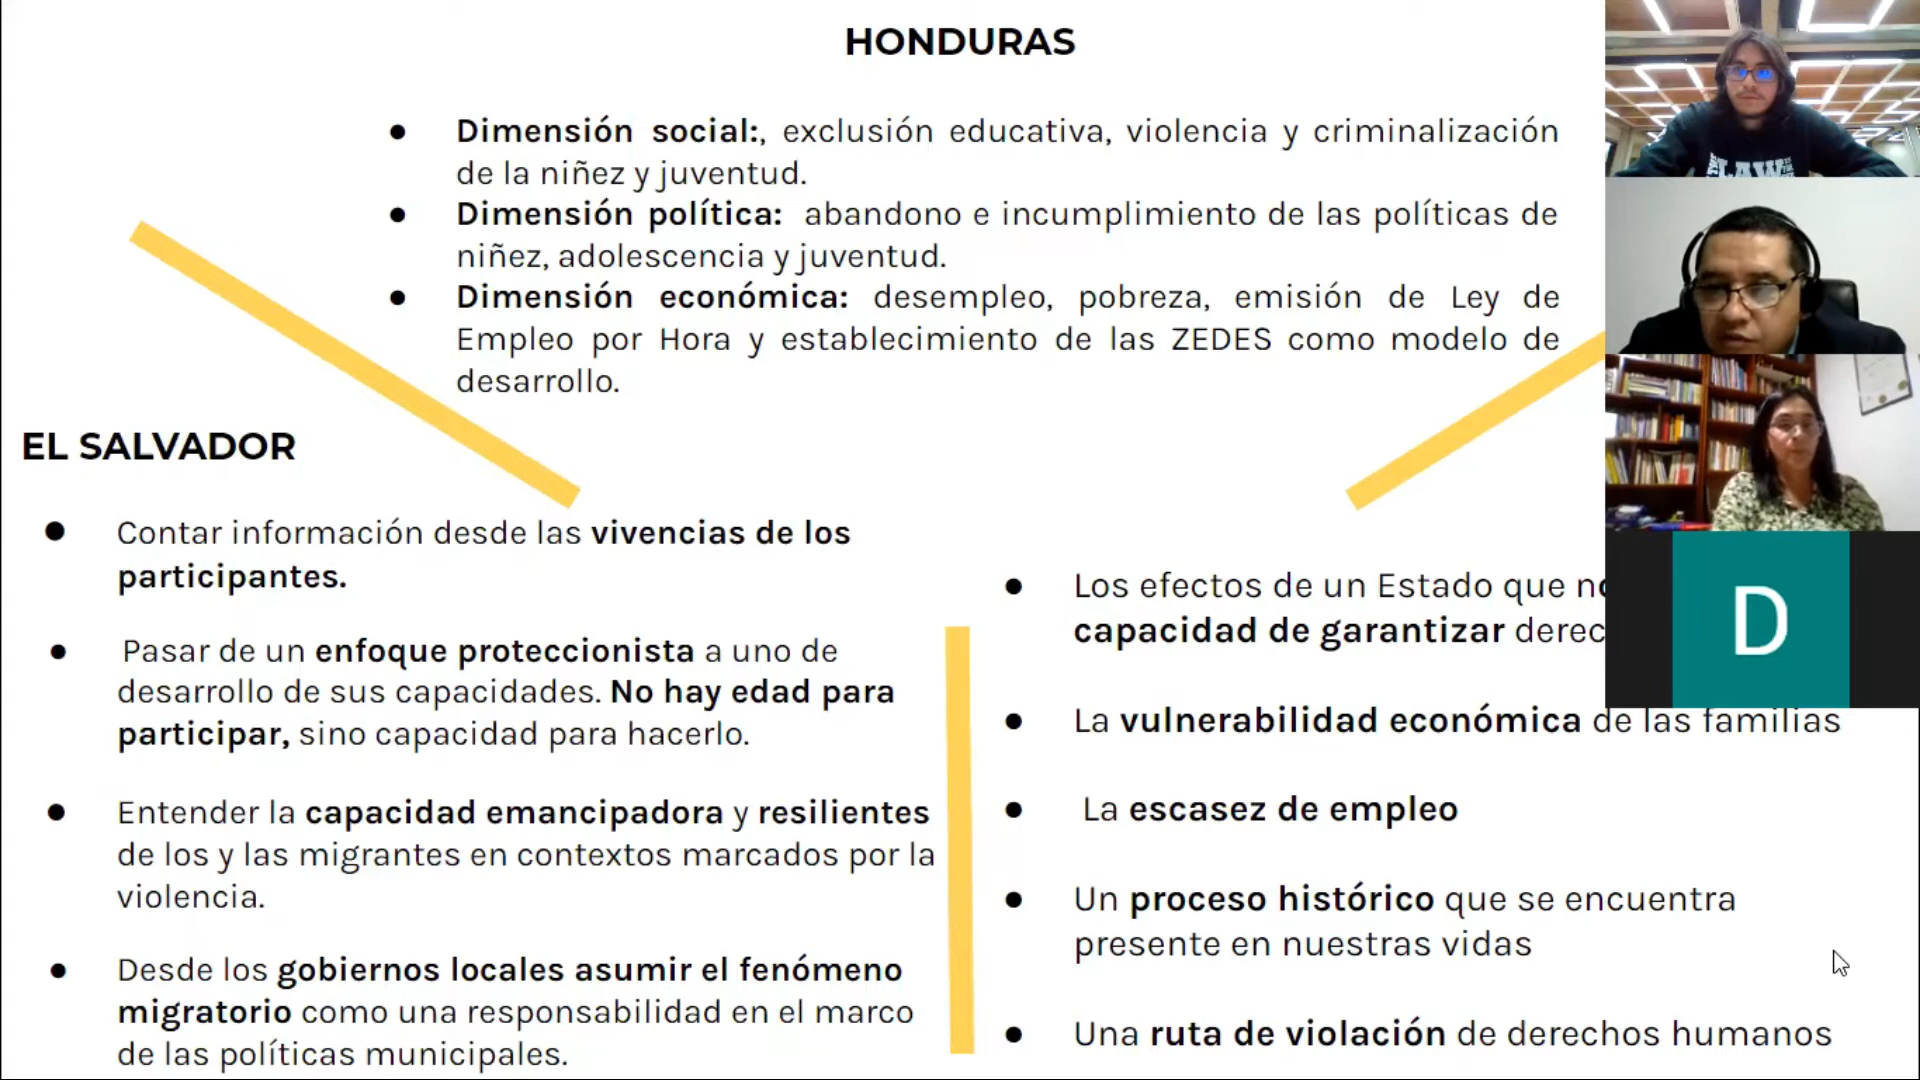 HONDURAS
● Dimensión social:, exclusión educativa, violencia y criminalización
de la niñez y juventud.
● Dimensión política: abandono e incumplimiento de las políticas de
niñez, adolescencia y juventud.
● Dimensión económica: desempleo, pobreza, emisión de Ley de
Empleo por Hora y establecimiento de las ZEDES como modelo de
desarrollo.
EL SALVADOR
● Contar información desde las vivencias de los
participantes.
● Pasar de un enfoque proteccionista a uno de
desarrollo de sus capacidades. No hay edad para
participar, sino capacidad para hacerlo.
● Entender la capacidad emancipadora y resilientes
de los y las migrantes en contextos marcados por la
violencia.
● Desde los gobiernos locales asumir el fenómeno
migratorio como una responsabilidad en el marco
de las políticas municipales.
● Los efectos de un Estado que
capacidad de garantizar
● La vulnerabilidad económica de las familias
● La escasez de empleo
● Un proceso histórico que se encuentra
presente en nuestras vidas
● Una ruta de violación de derechos humanos
LAW
D